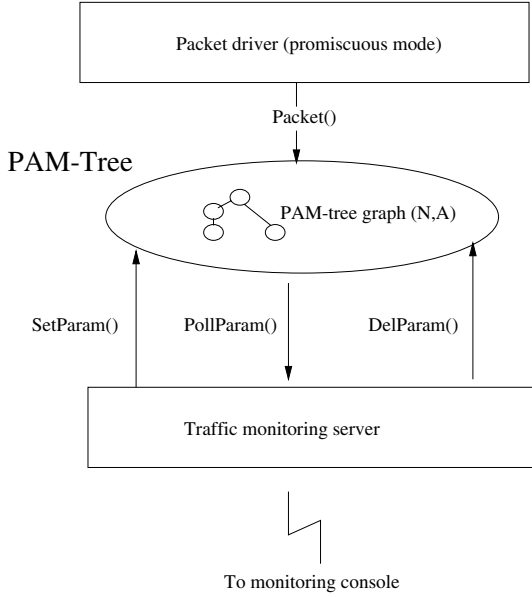 Packet driver (promiscuous mode)
Packet()
PAM-Tree
PAM-tree graph (N,A)
SetParam()
PollParam()
DelParam()
Traffic monitoring server
To monitoring console